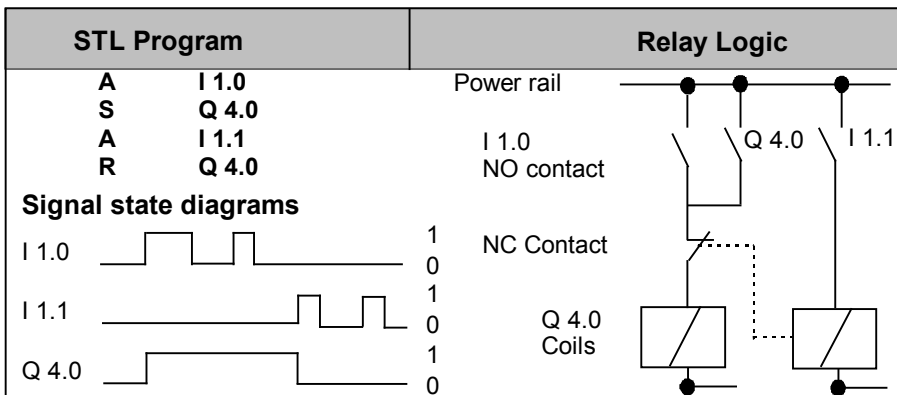 STL Program
A I 1.0
S Q 4.0
A I 1.1
R Q 4.0
Signal state diagrams
I 1.0
1
0
I 1.1
1
0
Q 4.0
1
0
Relay Logic
Power rail
I 1.0
NO contact
Q 4.0
I 1.1
NC Contact
Q 4.0
Coils